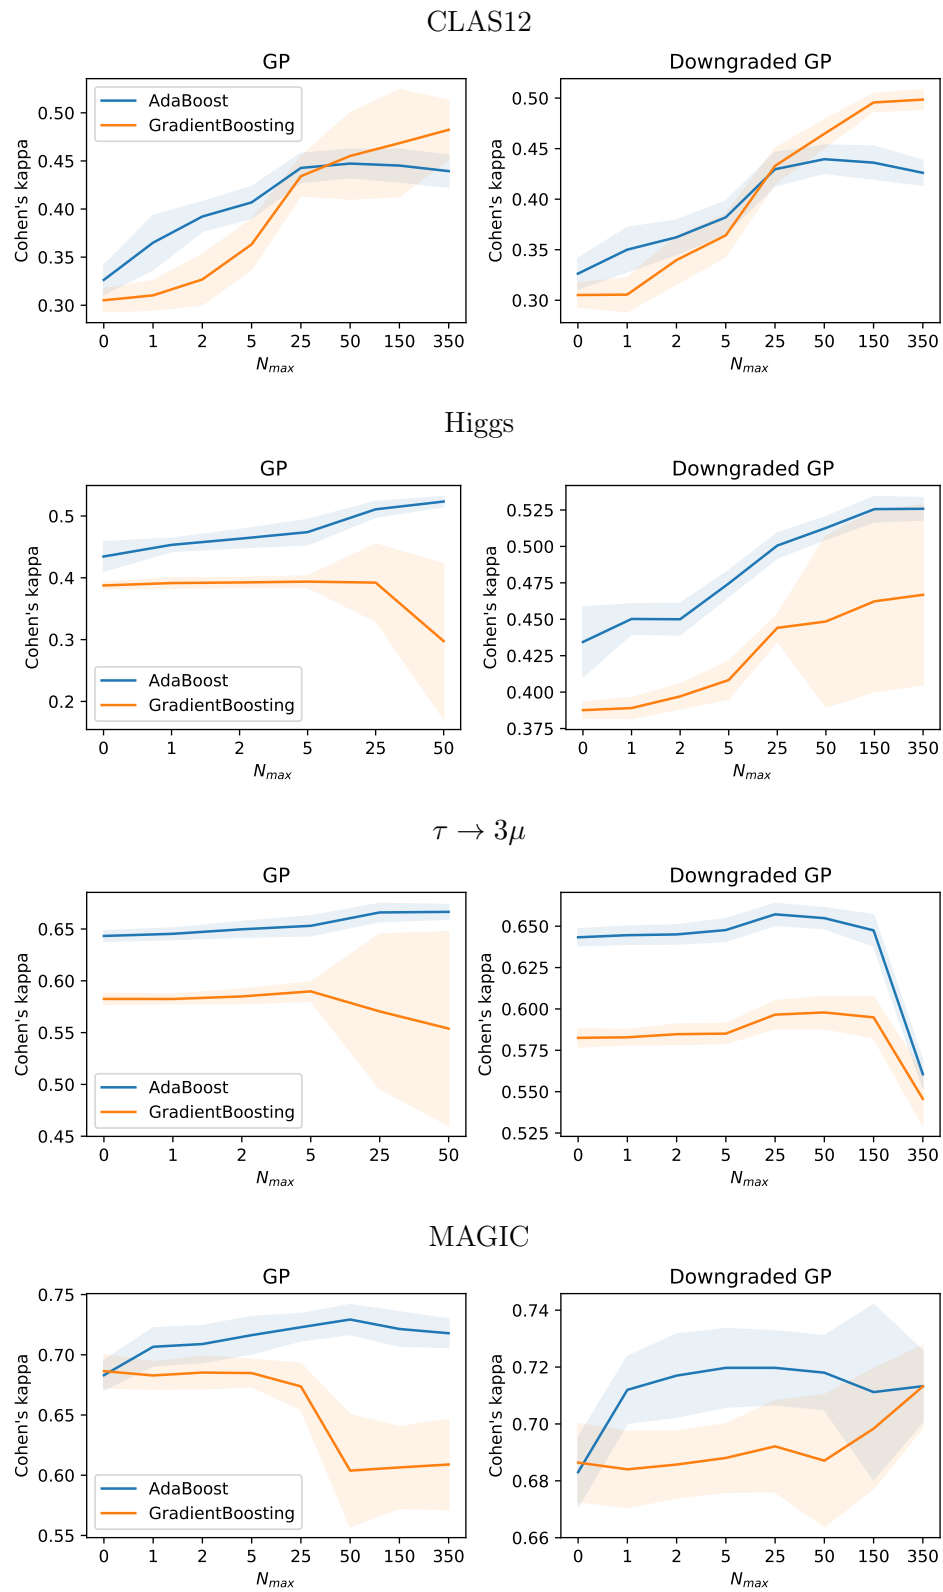 CLAS12
GP
AdaBoost
GradientBoosting
Cohen's kappa
0.50
0.45
0.40
0.35
0.30
0 1 2 5 25 50 150 350
N_max
Downgraded GP
Cohen's kappa
0.50
0.45
0.40
0.35
0.30
0 1 2 5 25 50 150 350
N_max
Higgs
GP
Cohen's kappa
0.5
0.4
0.3
0.2
AdaBoost
GradientBoosting
0 1 2 5 25 50
N_max
Downgraded GP
Cohen's kappa
0.525
0.500
0.475
0.450
0.425
0.400
0.375
0 1 2 5 25 50 150 350
N_max
τ → 3μ
GP
Cohen's kappa
0.65
0.60
0.55
0.50
0.45
AdaBoost
GradientBoosting
0 1 2 5 25 50
N_max
Downgraded GP
Cohen's kappa
0.650
0.625
0.600
0.575
0.550
0.525
0 1 2 5 25 50 150 350
N_max
MAGIC
GP
Cohen's kappa
0.75
0.70
0.65
0.60
0.55
AdaBoost
GradientBoosting
0 1 2 5 25 50 150 350
N_max
Downgraded GP
Cohen's kappa
0.74
0.72
0.70
0.68
0.66
0 1 2 5 25 50 150 350
N_max